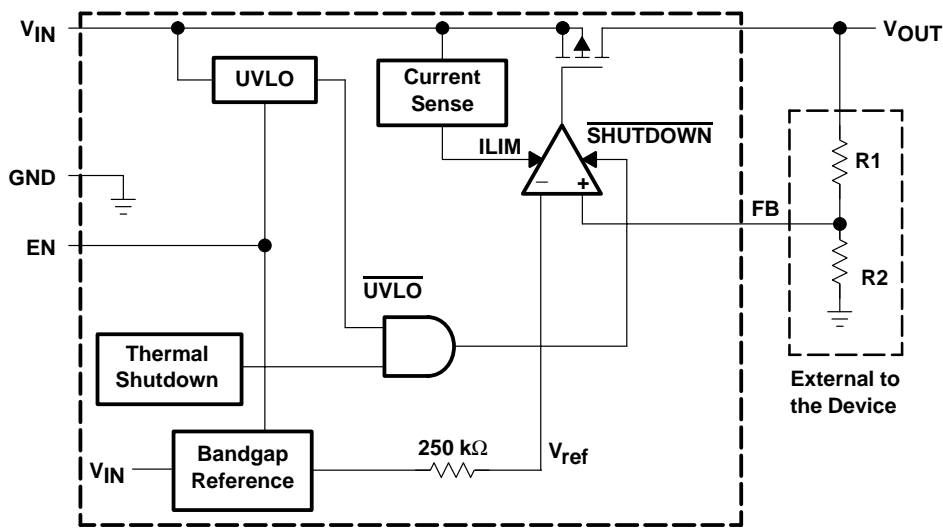 VIN
VOUT
UVLO
Current
Sense
SHUTDOWN
ILIM
R1
GND
− +
FB
EN
R2
UVLO
Thermal
Shutdown
External to
the Device
Bandgap
Reference
VIN
250 kΩ
Vref